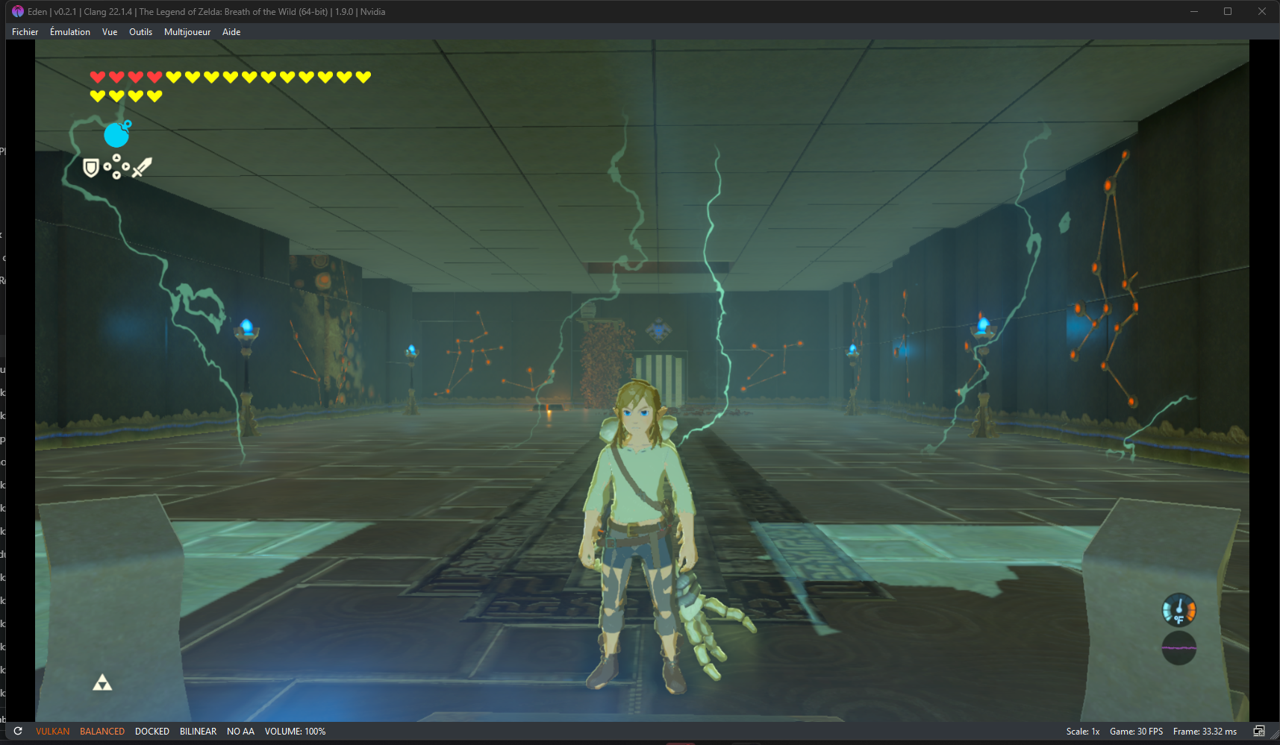 Eden | v0.2.1 | Clang 22.1.4 | The Legend of Zelda: Breath of the Wild (64-bit) | 1.9.0 | Nvidia
Fichier Émulation Vue Outils Multijoueur Aide
°F
VULKAN BALANCED DOCKED BILINEAR NO AA VOLUME: 100% Scale: 1x Game: 30 FPS Frame: 33.32 ms